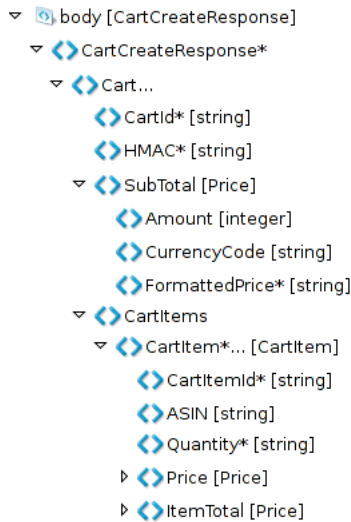 body [CartCreateResponse]
CartCreateResponse*
Cart...
CartId* [string]
HMAC* [string]
SubTotal [Price]
Amount [integer]
CurrencyCode [string]
FormattedPrice* [string]
CartItems
CartItem*... [CartItem]
CartItemId* [string]
ASIN [string]
Quantity* [string]
Price [Price]
ItemTotal [Price]